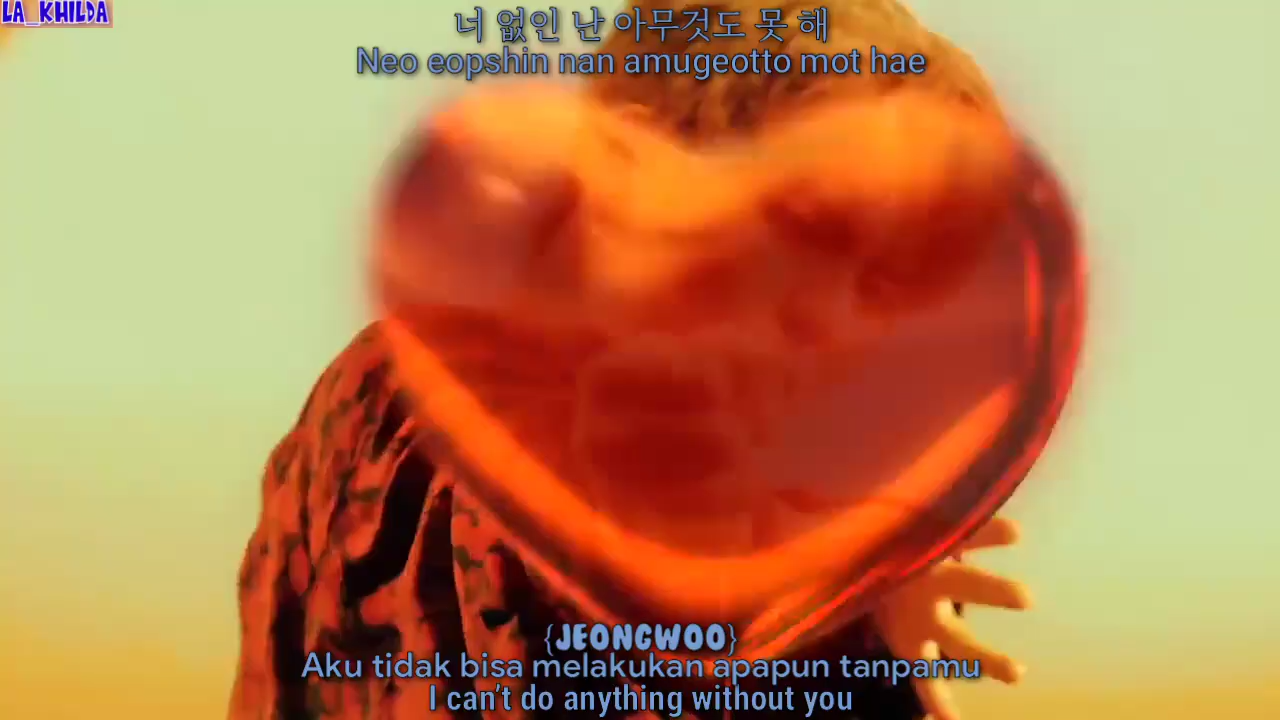 LA_KHILDA
너 없인 난 아무것도 못 해
Neo eopshin nan amugeotto mot hae
{JEONGWOO}
Aku tidak bisa melakukan apapun tanpamu
I can't do anything without you